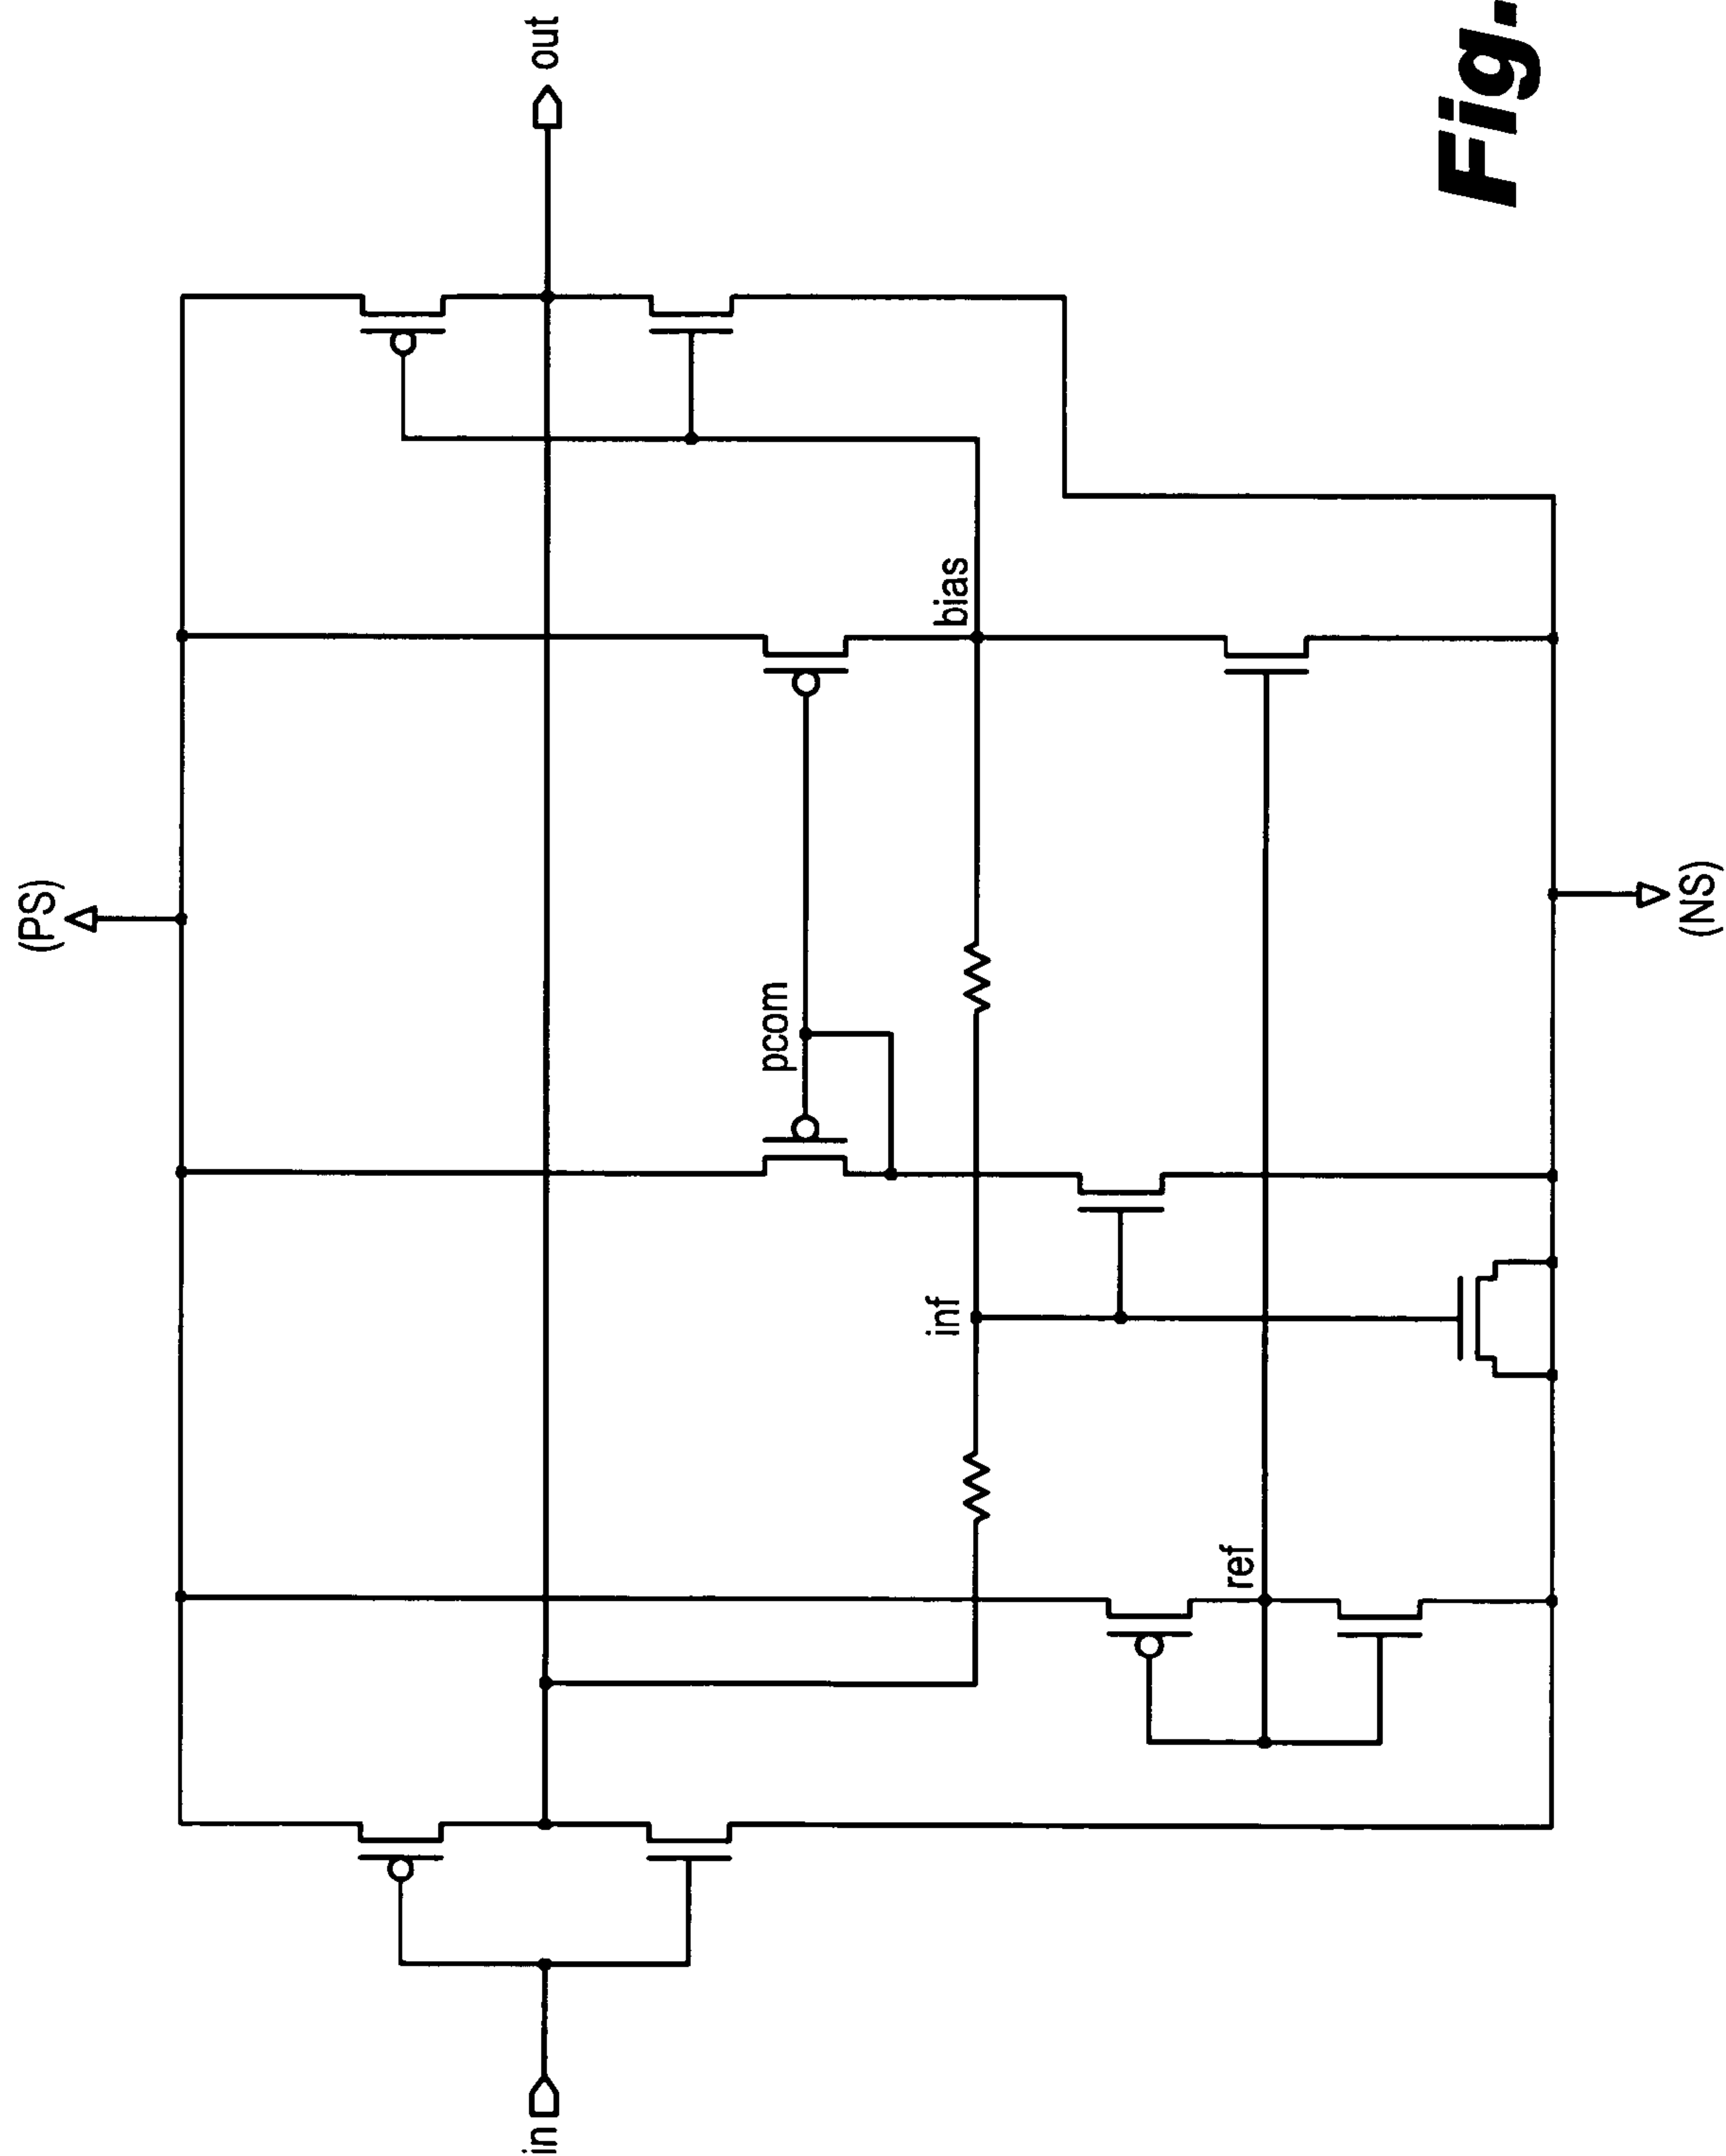 (PS)
out
pcom
bias
inf
ref
in
(NS)
Fig.